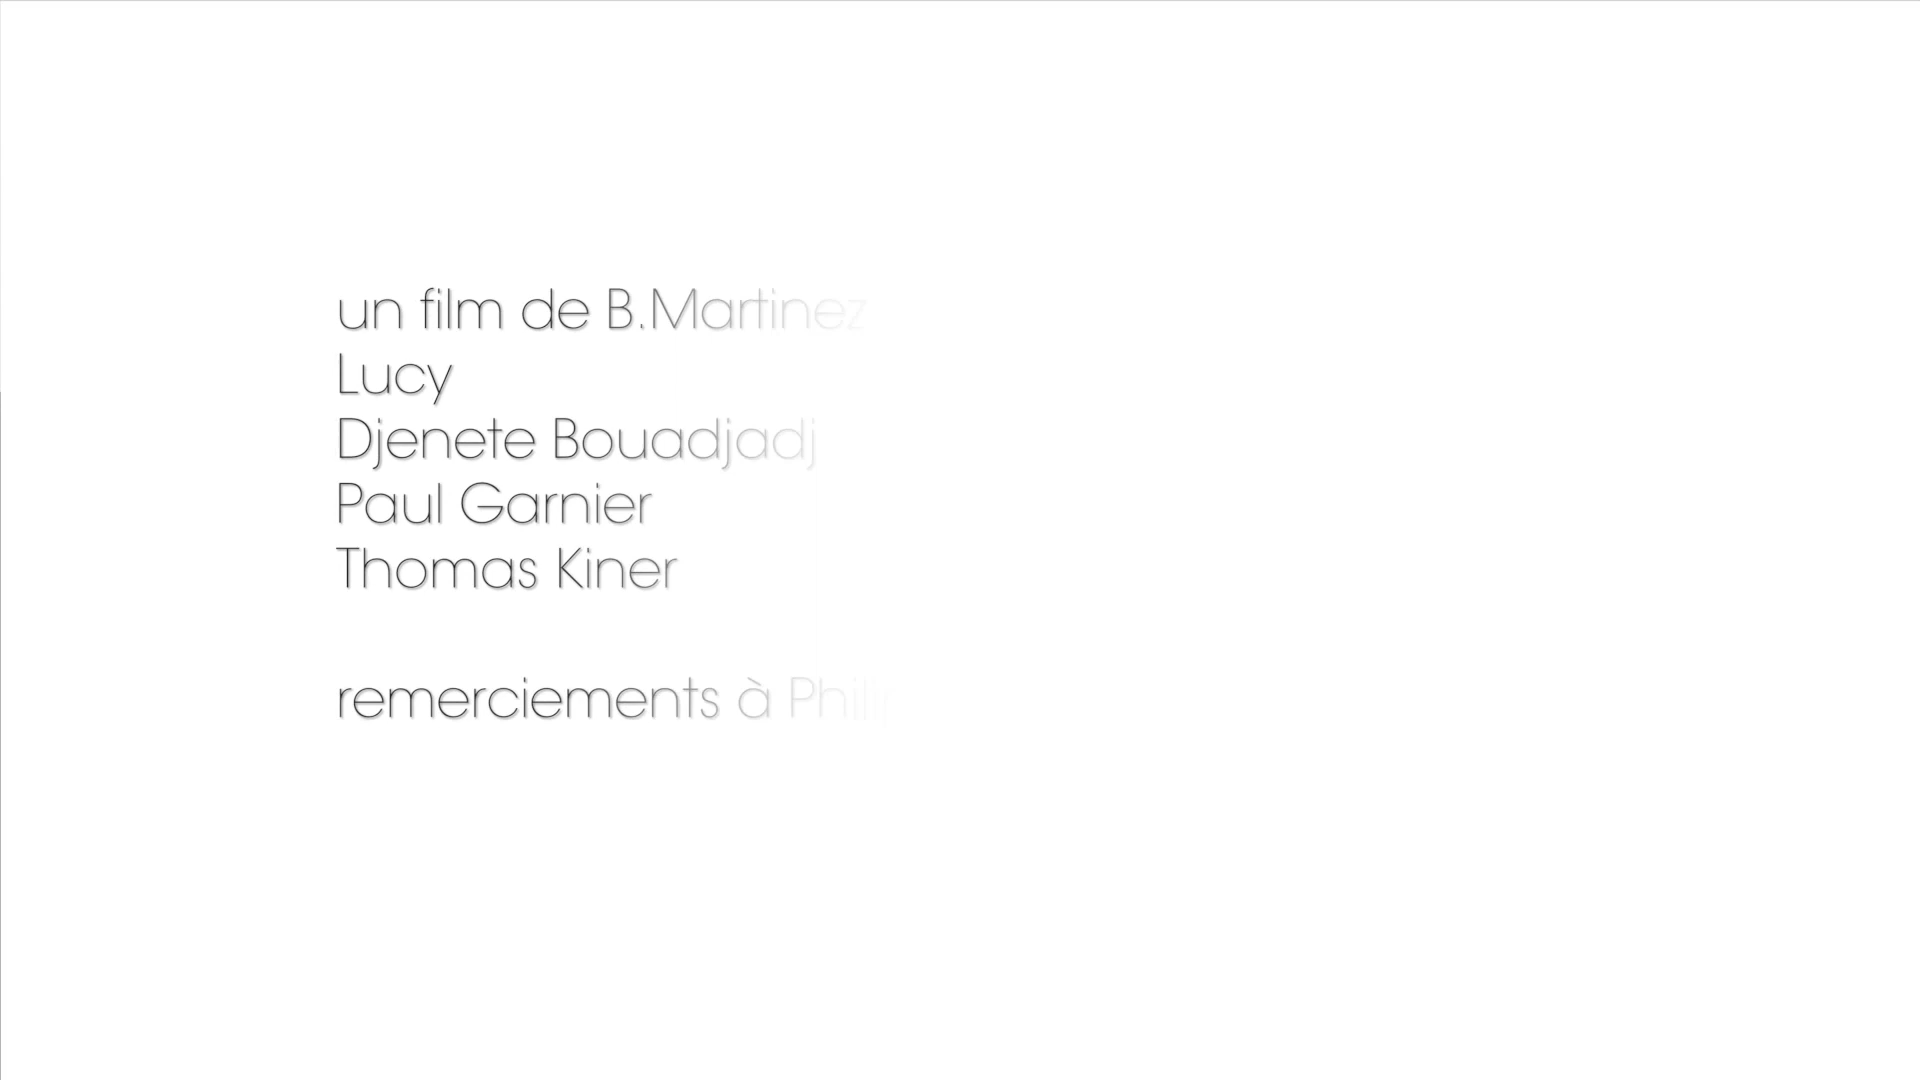 un film de B.Martinez
Lucy
Djenete Bouadjadj
Paul Garnier
Thomas Kiner
remerciements à